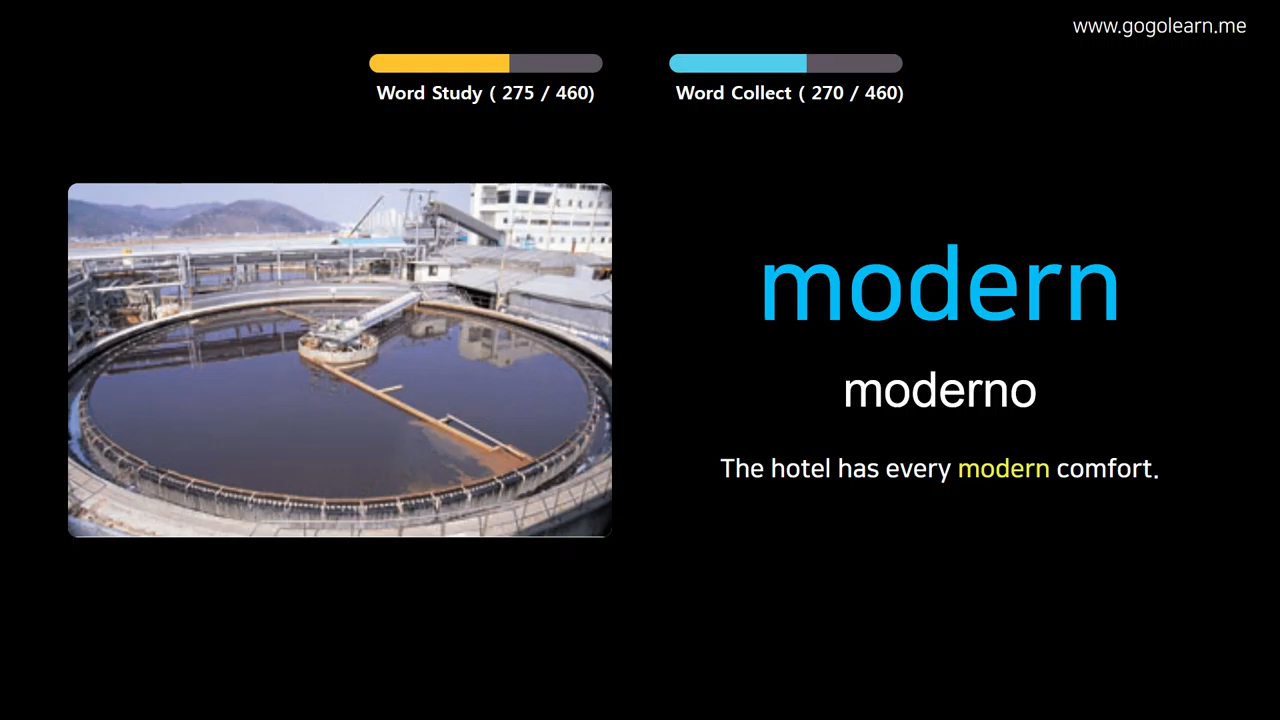 www.gogolearn.me
Word Study ( 275 / 460)
Word Collect ( 270 / 460)
modern
moderno
The hotel has every modern comfort.